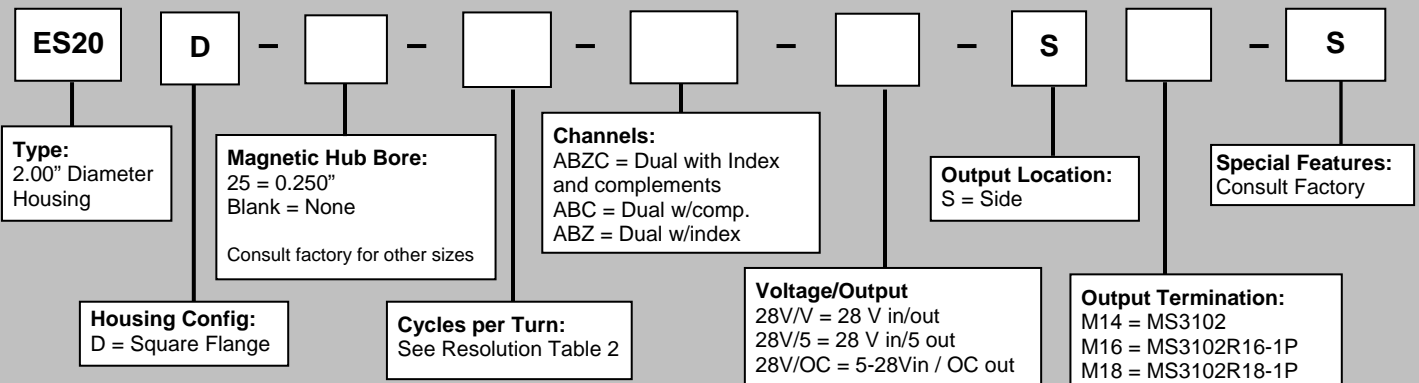 ES20 D – – – – – S – S
Type:
2.00” Diameter
Housing
Magnetic Hub Bore:
25 = 0.250”
Blank = None
Consult factory for other sizes
Channels:
ABZC = Dual with Index
and complements
ABC = Dual w/comp.
ABZ = Dual w/index
Output Location:
S = Side
Special Features:
Consult Factory
Housing Config:
D = Square Flange
Cycles per Turn:
See Resolution Table 2
Voltage/Output
28V/V = 28 V in/out
28V/5 = 28 V in/5 out
28V/OC = 5-28Vin / OC out
Output Termination:
M14 = MS3102
M16 = MS3102R16-1P
M18 = MS3102R18-1P